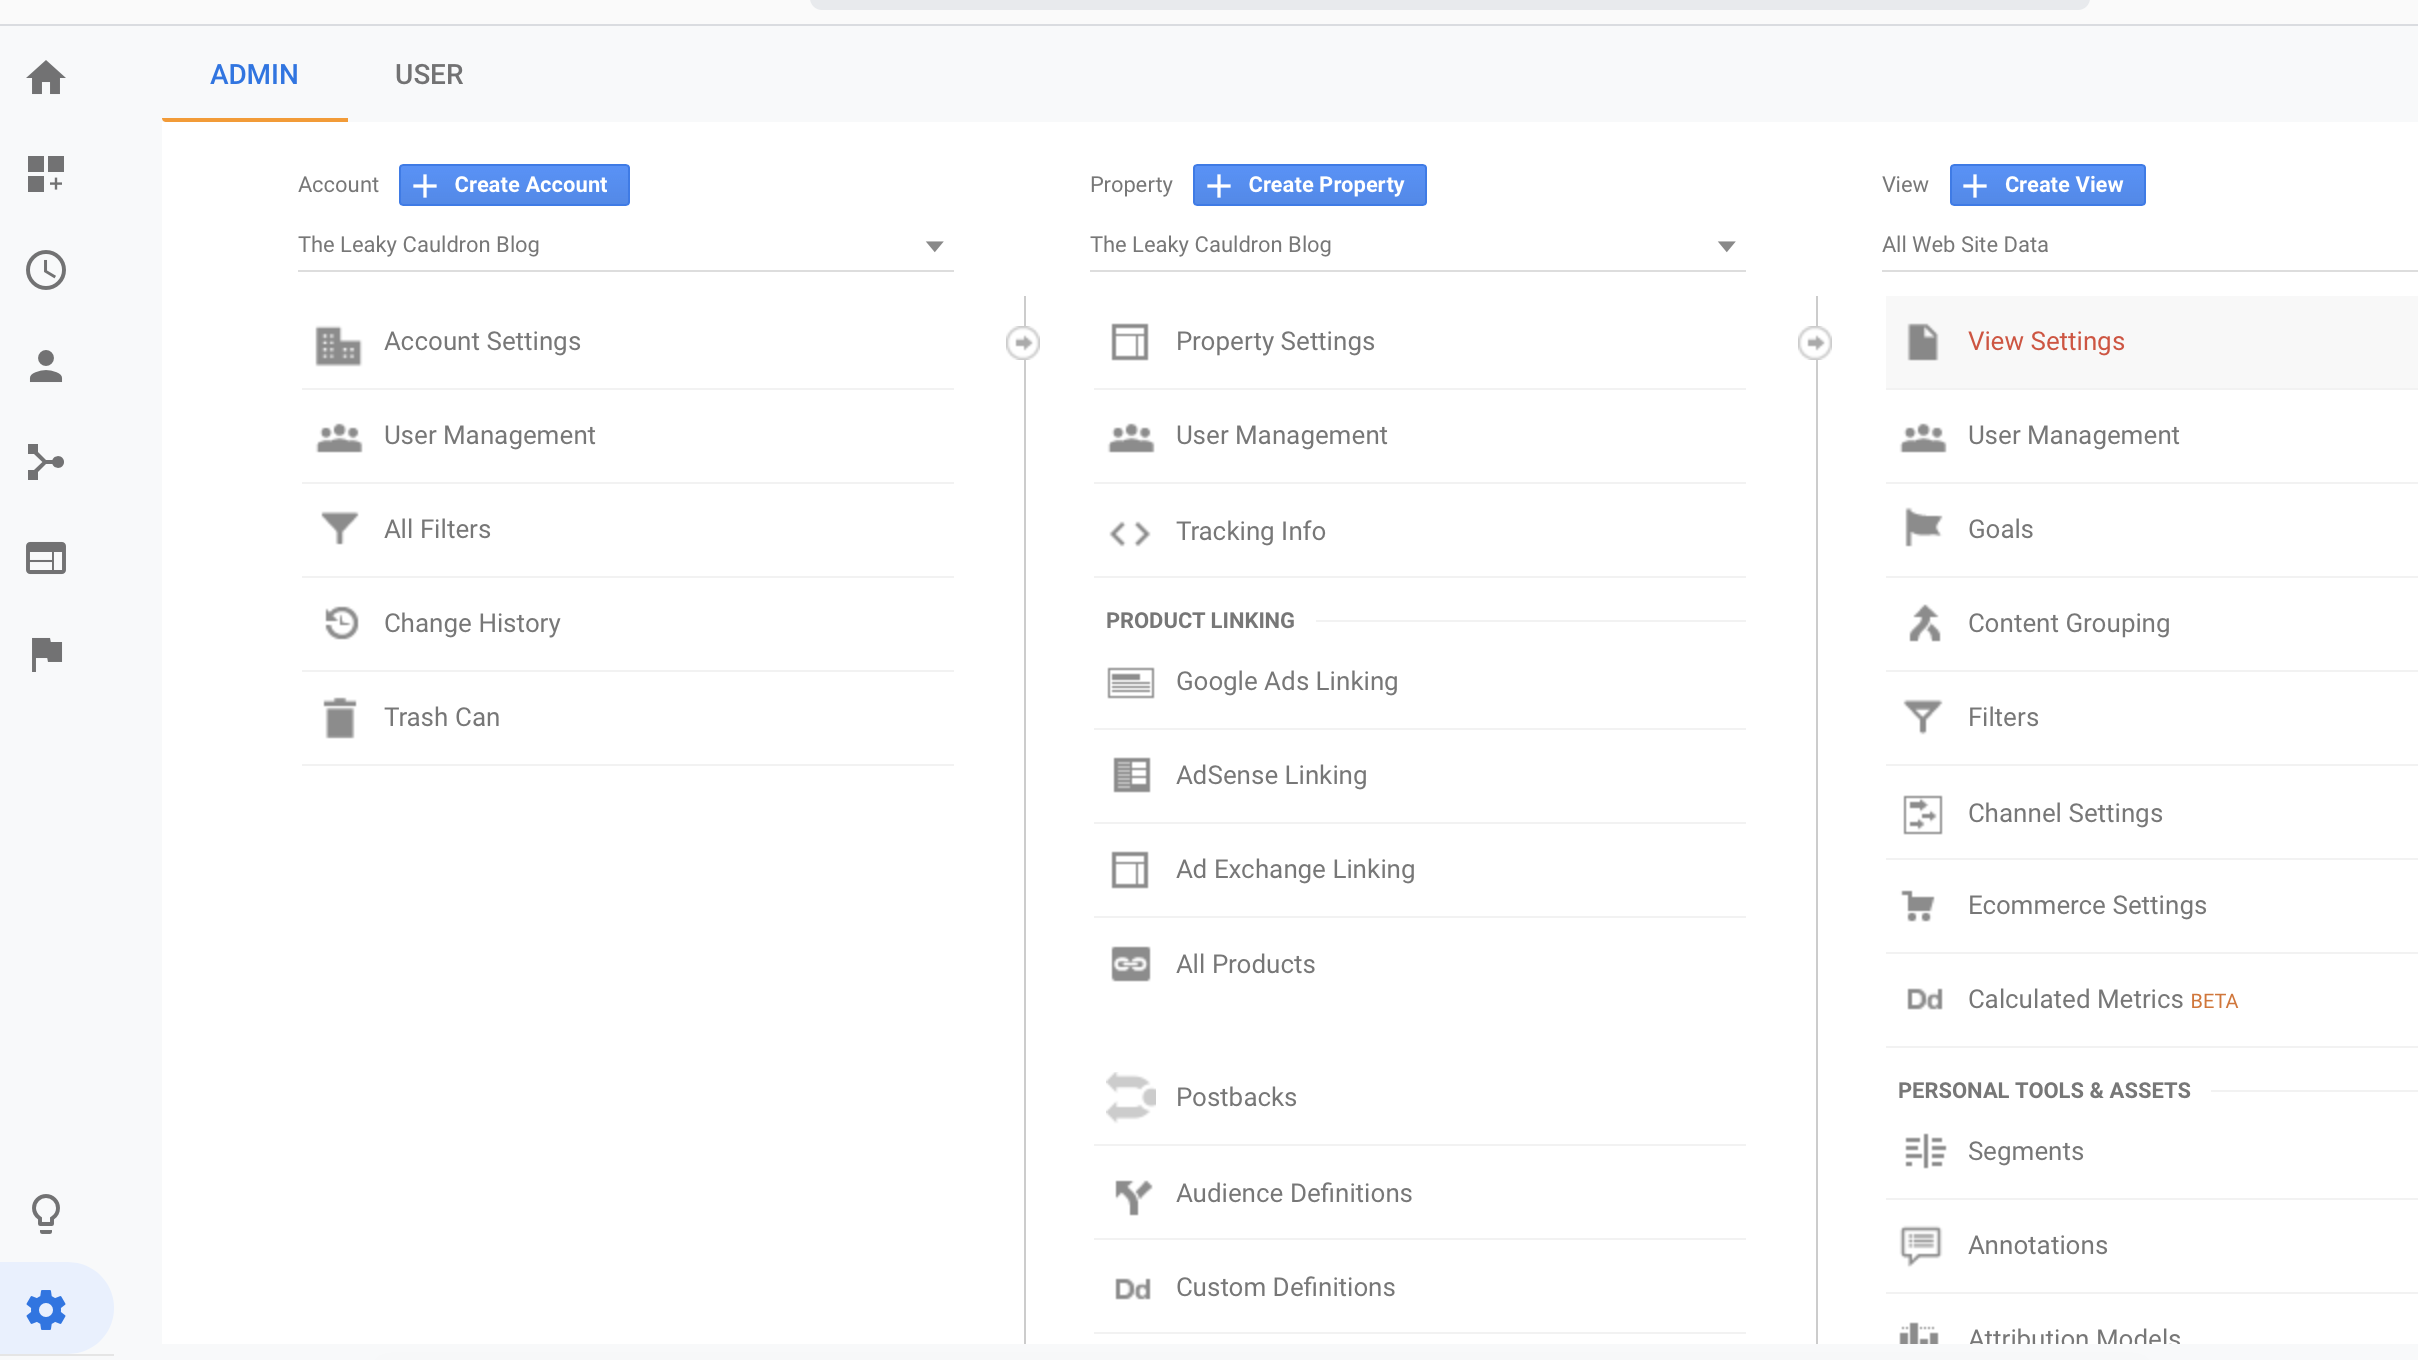 ADMIN
USER
Account
Create Account
The Leaky Cauldron Blog
Account Settings
User Management
All Filters
Change History
Trash Can
Property
Create Property
The Leaky Cauldron Blog
Property Settings
User Management
Tracking Info
PRODUCT LINKING
Google Ads Linking
AdSense Linking
Ad Exchange Linking
All Products
Postbacks
Audience Definitions
Dd Custom Definitions
View
Create View
All Web Site Data
View Settings
User Management
Goals
Content Grouping
Filters
Channel Settings
Ecommerce Settings
Dd Calculated Metrics BETA
PERSONAL TOOLS & ASSETS
Segments
Annotations
Attribution Models